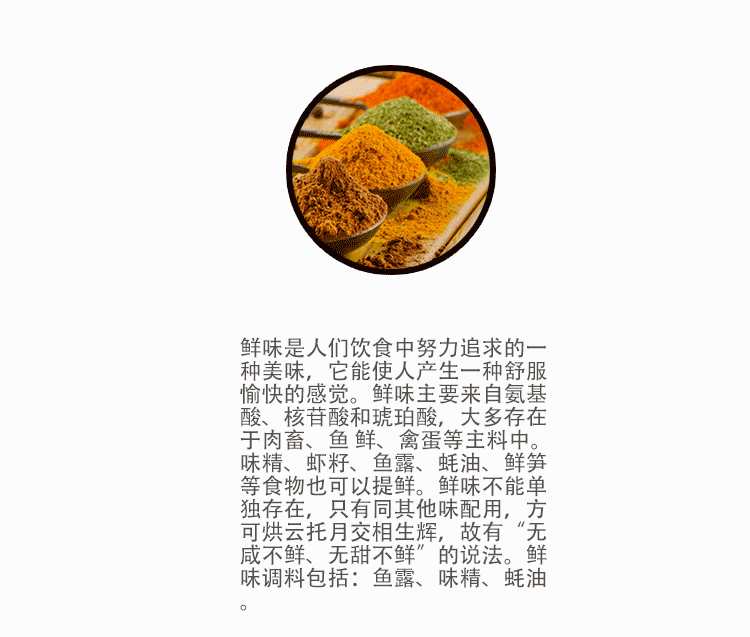 鲜味是人们饮食中努力追求的一
种美味，它能使人产生一种舒服
愉快的感觉。鲜味主要来自氨基
酸、核苷酸和琥珀酸，大多存在
于肉畜、鱼 鲜、禽蛋等主料中。
味精、虾籽、鱼露、蚝油、鲜笋
等食物也可以提鲜。鲜味不能单
独存在，只有同其他味配用，方
可烘云托月交相生辉，故有“无
咸不鲜、无甜不鲜”的说法。鲜
味调料包括：鱼露、味精、蚝油
。